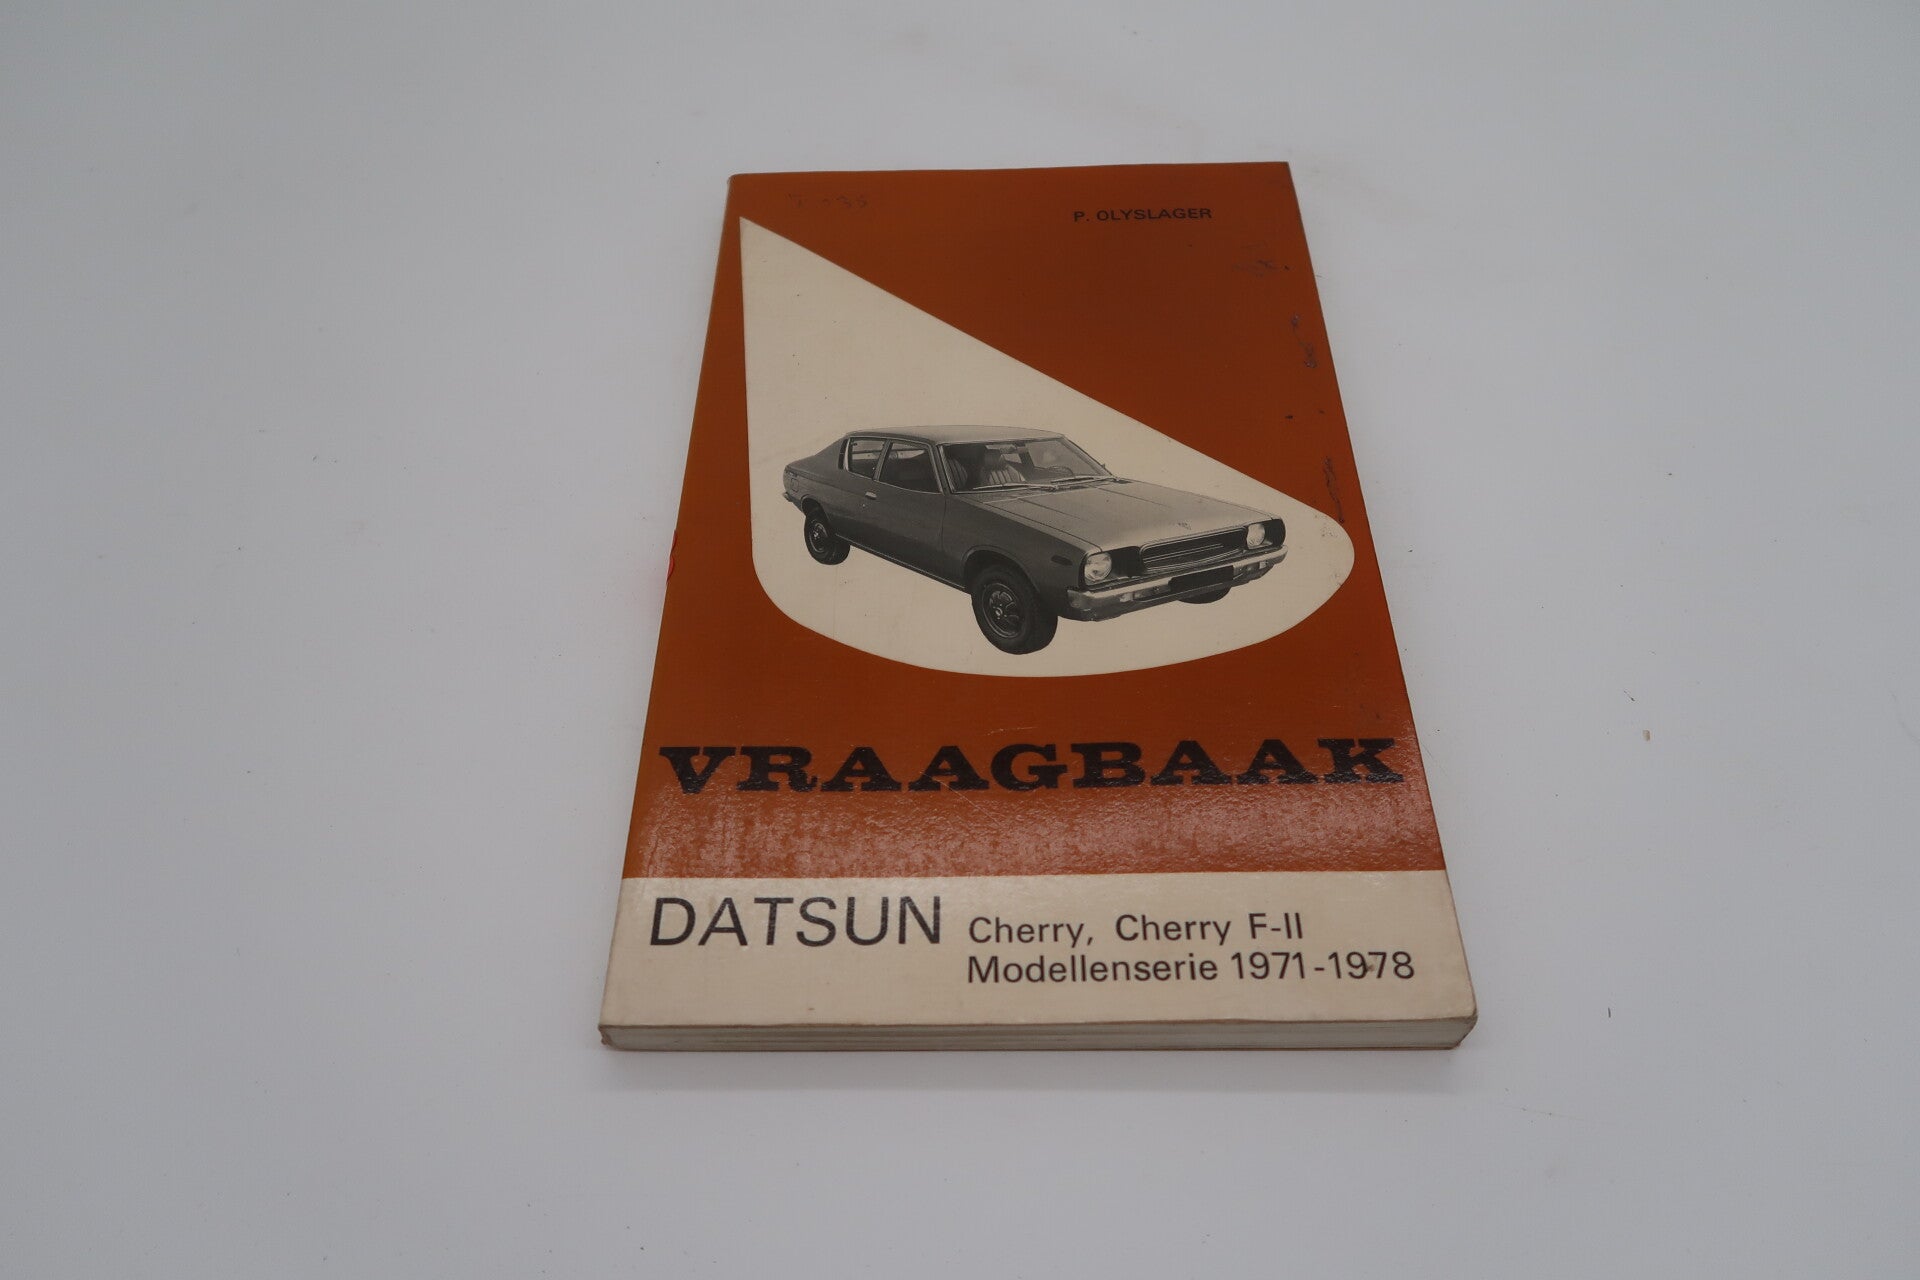 P. OLYSLAGER
VRAAGBAAK
DATSUN Cherry, Cherry F-II
Modellenserie 1971-1978